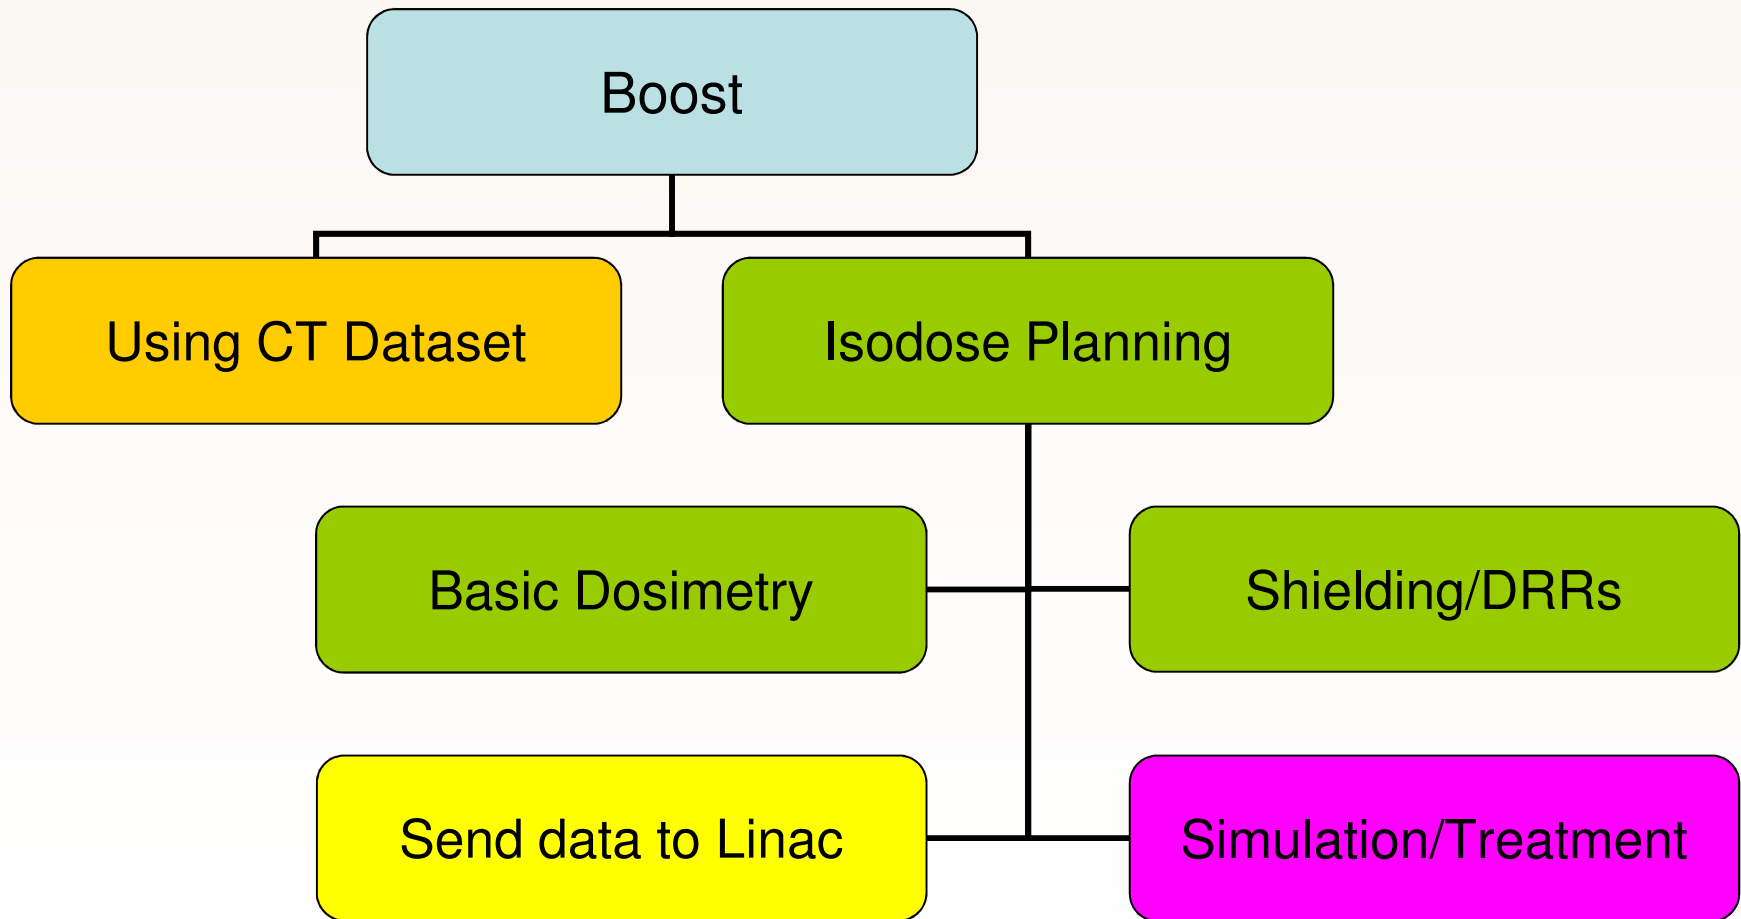 Boost
Using CT Dataset
Isodose Planning
Basic Dosimetry
Shielding/DRRs
Send data to Linac
Simulation/Treatment